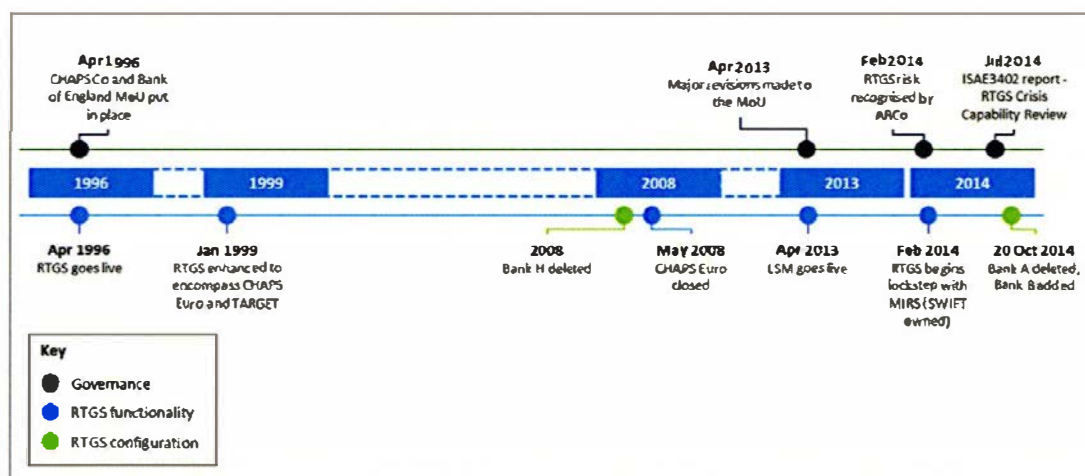 Apr 1996
CHAPSCo and Bank
of England MoU put
in place
Apr 2013
Major revisions made to
the MoU
Feb 2014
RTGS risk
recognised by
ARCo
Jul 2014
ISAE3402 report -
RTGS Crisis
Capability Review
1996
1999
2008
2013
2014
Apr 1996
RTGS goes live
Jan 1999
RTGS enhanced to
encompass CHAPS
Euro and TARGET
2008
Bank H deleted
May 2008
CHAPS Euro
closed
Apr 2013
LSM goes live
Feb 2014
RTGS begins
lockstep with
MIRS (SWIFT
owned)
20 Oct 2014
Bank A deleted,
Bank B added
Key
Governance
RTGS functionality
RTGS configuration